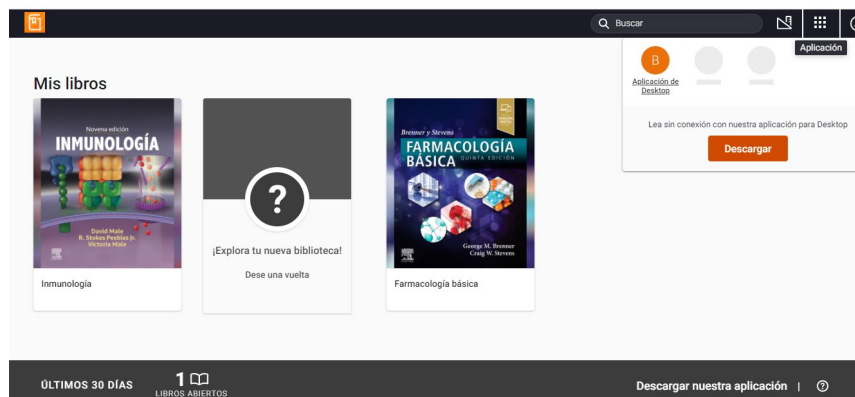 Buscar
Aplicación
B
Aplicación de
Desktop
Lea sin conexión con nuestra aplicación para Desktop
Descargar
Mis libros
Novena edición
INMUNOLOGÍA
David Male
R. Stokes Peebles Jr.
Victoria Male
Inmunología
?
¡Explora tu nueva biblioteca!
Dese una vuelta
Brenner y Stevens
FARMACOLOGÍA
BÁSICA QUINTA EDICIÓN
George M. Brenner
Craig W. Stevens
Farmacología básica
ÚLTIMOS 30 DÍAS
1
LIBROS ABIERTOS
Descargar nuestra aplicación | ?